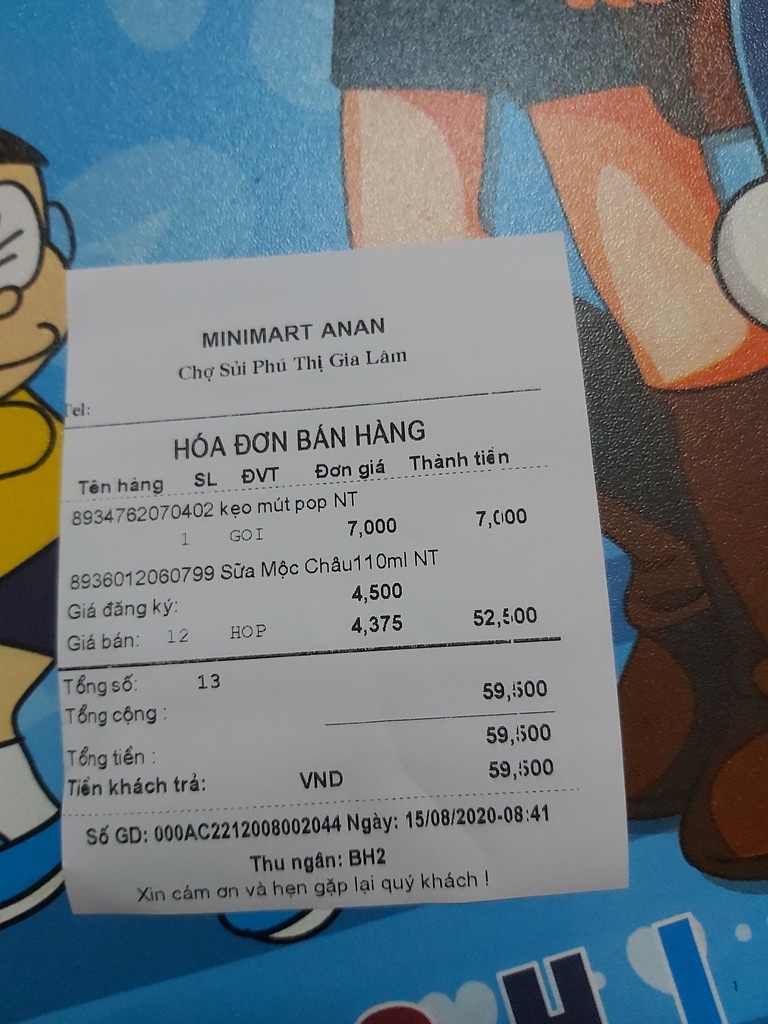 MINIMART ANAN
Chợ Sủi Phú Thị Gia Lâm
Tel:
HÓA ĐƠN BÁN HÀNG
Tên hàng SL ĐVT Đơn giá Thành tiền
8934762070402 kẹo mút pop NT
1 GOI 7,000 7,000
8936012060799 Sữa Mộc Châu110ml NT
Giá đăng ký: 4,500
Giá bán: 12 HOP 4,375 52,500
Tổng số: 13
Tổng cộng : 59,500
Tổng tiền : 59,500
Tiền khách trả: VND 59,500
Số GD: 000AC2212008002044 Ngày: 15/08/2020-08:41
Thu ngân: BH2
Xin cám ơn và hẹn gặp lại quý khách !